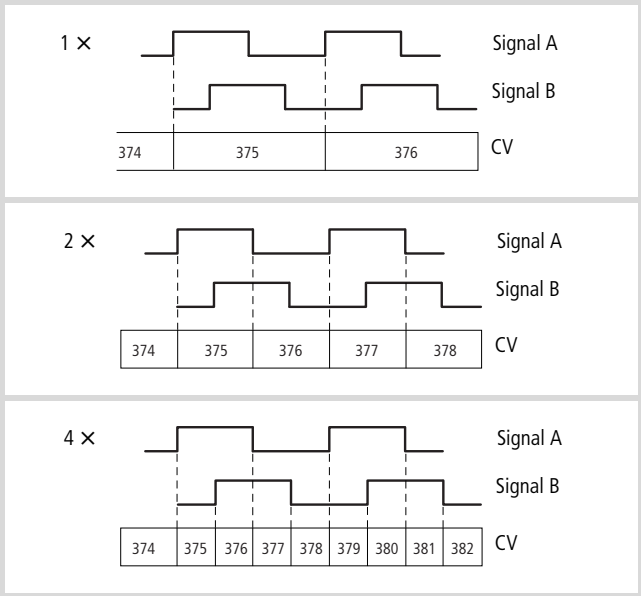 1 × Signal A
Signal B
374 375 376 CV
2 × Signal A
Signal B
374 375 376 377 378 CV
4 × Signal A
Signal B
374 375 376 377 378 379 380 381 382 CV